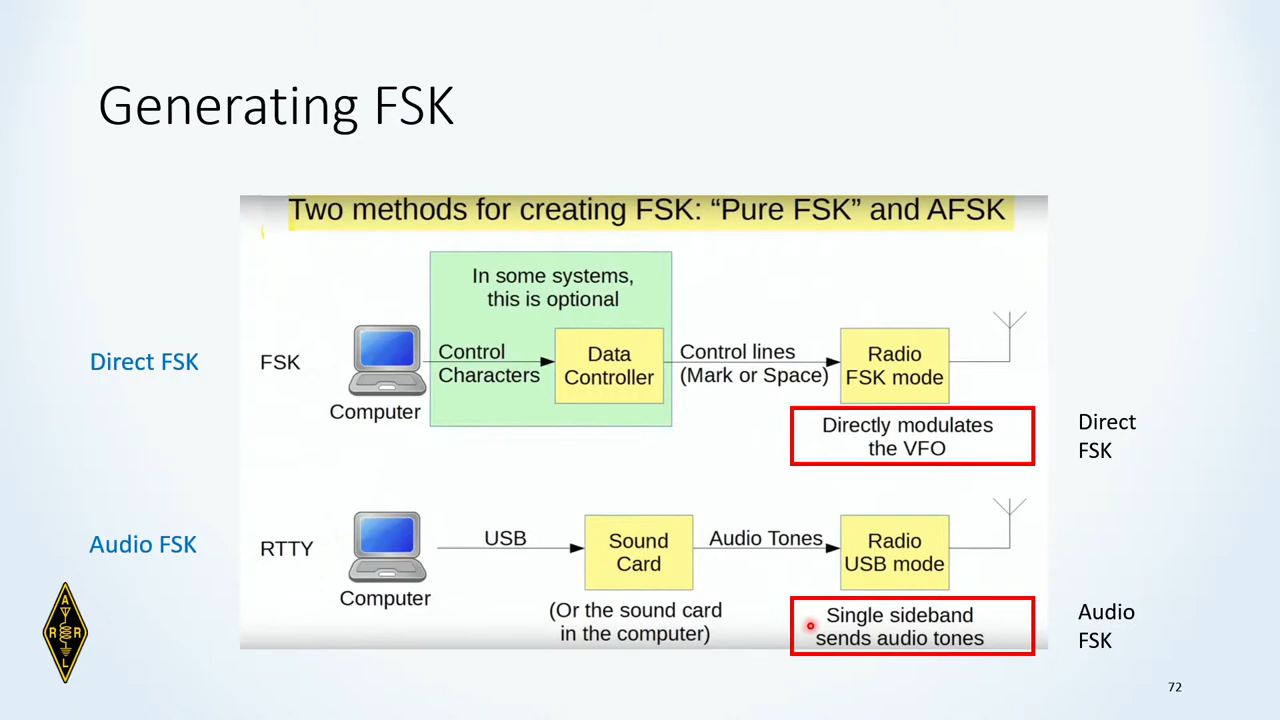 Generating FSK
Two methods for creating FSK: “Pure FSK” and AFSK
In some systems,
this is optional
Direct FSK
FSK
Computer
Control
Characters
Data
Controller
Control lines
(Mark or Space)
Radio
FSK mode
Directly modulates
the VFO
Direct
FSK
Audio FSK
RTTY
Computer
USB
Sound
Card
(Or the sound card
in the computer)
Audio Tones
Radio
USB mode
Single sideband
sends audio tones
Audio
FSK
A
R R
L
72